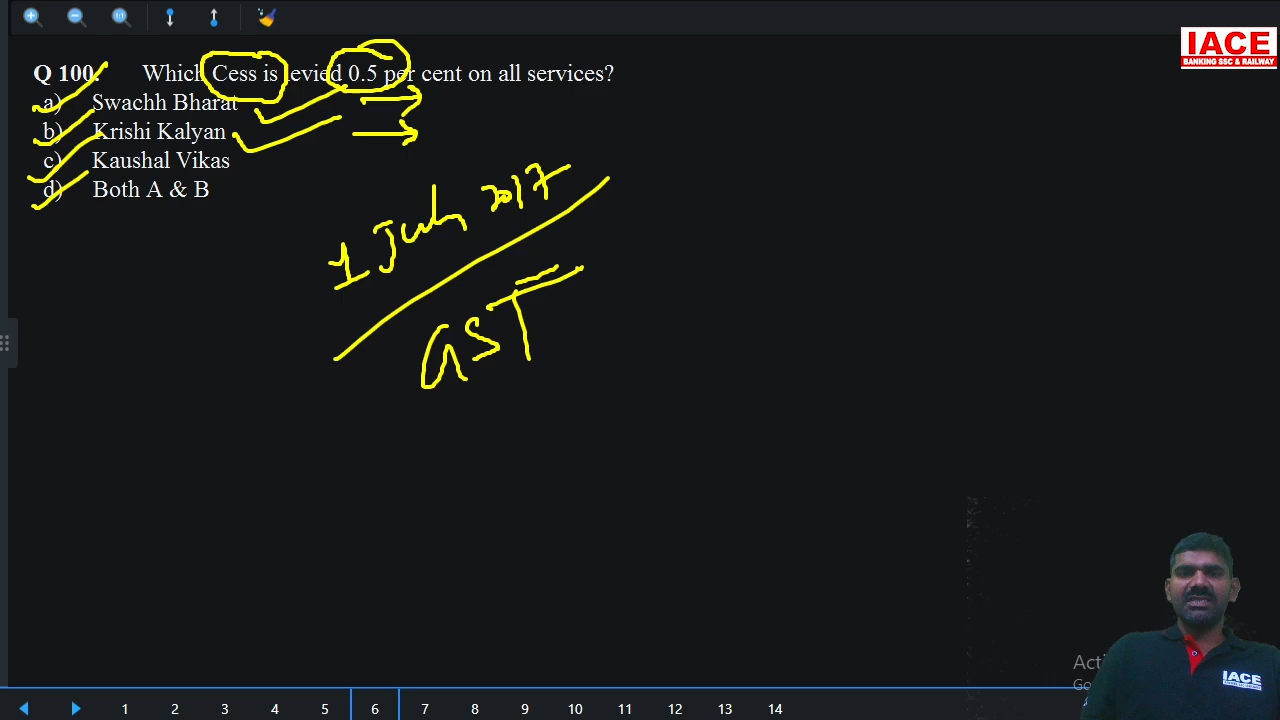 IACE
BANKING SSC & RAILWAY
Q 100. Which Cess is levied 0.5 per cent on all services?
a) Swachh Bharat
b) Krishi Kalyan
c) Kaushal Vikas
d) Both A & B
1 July 2017
GST
IACE
1 2 3 4 5 6 7 8 9 10 11 12 13 14